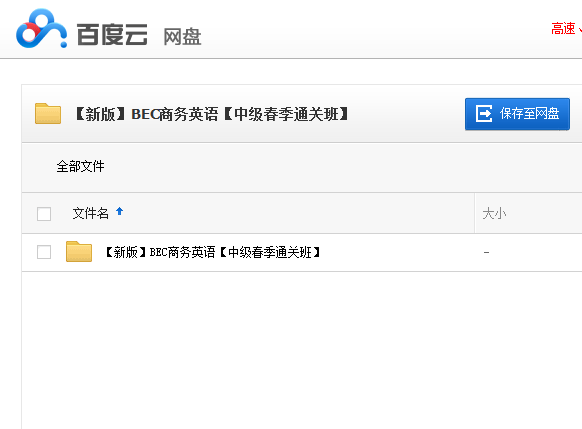 百度云 网盘
高速
【新版】BEC商务英语【中级春季通关班】
保存至网盘
全部文件
文件名 大小
【新版】BEC商务英语【中级春季通关班】 -